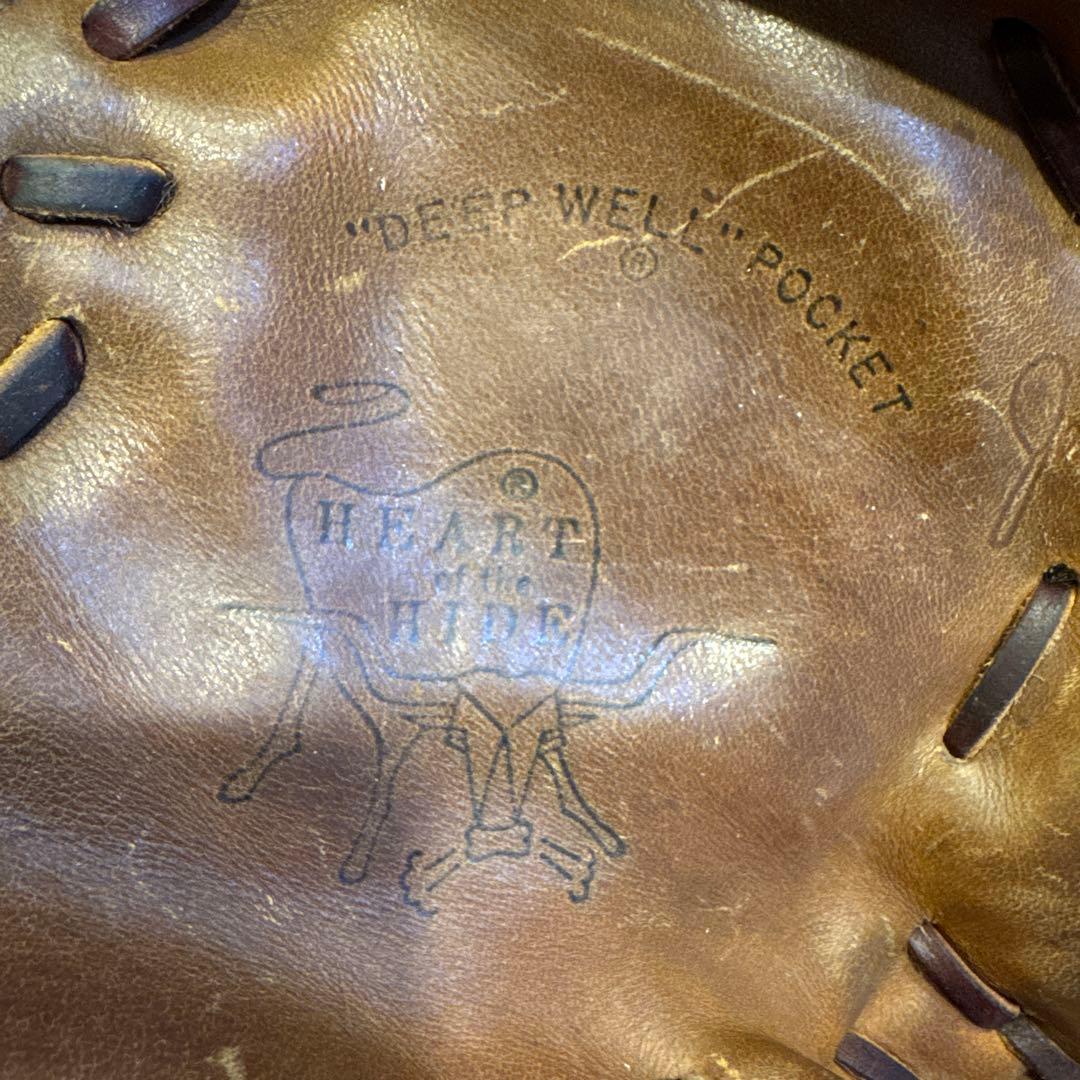 "DEEP WELL" POCKET
®
®
HEART
of the
HIDE